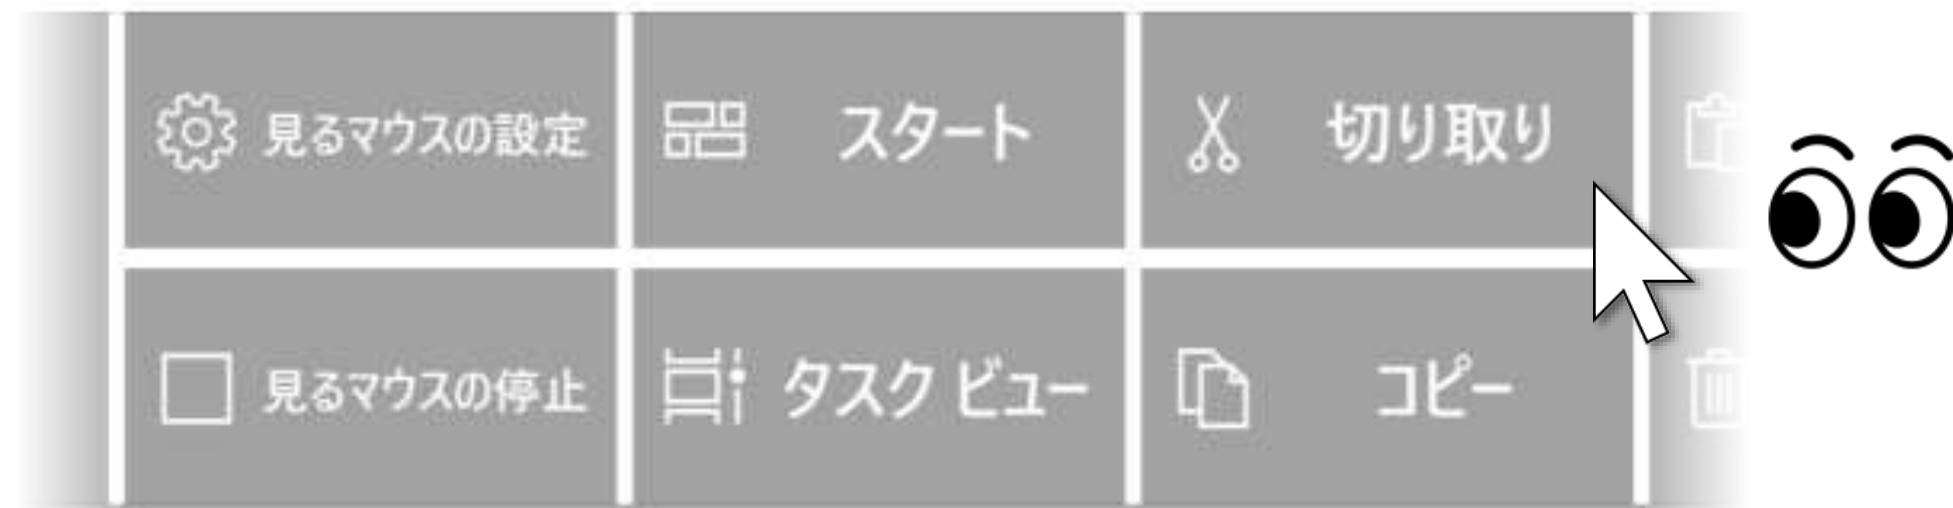 見るマウスの設定
スタート
切り取り
見るマウスの停止
タスク ビュー
コピー